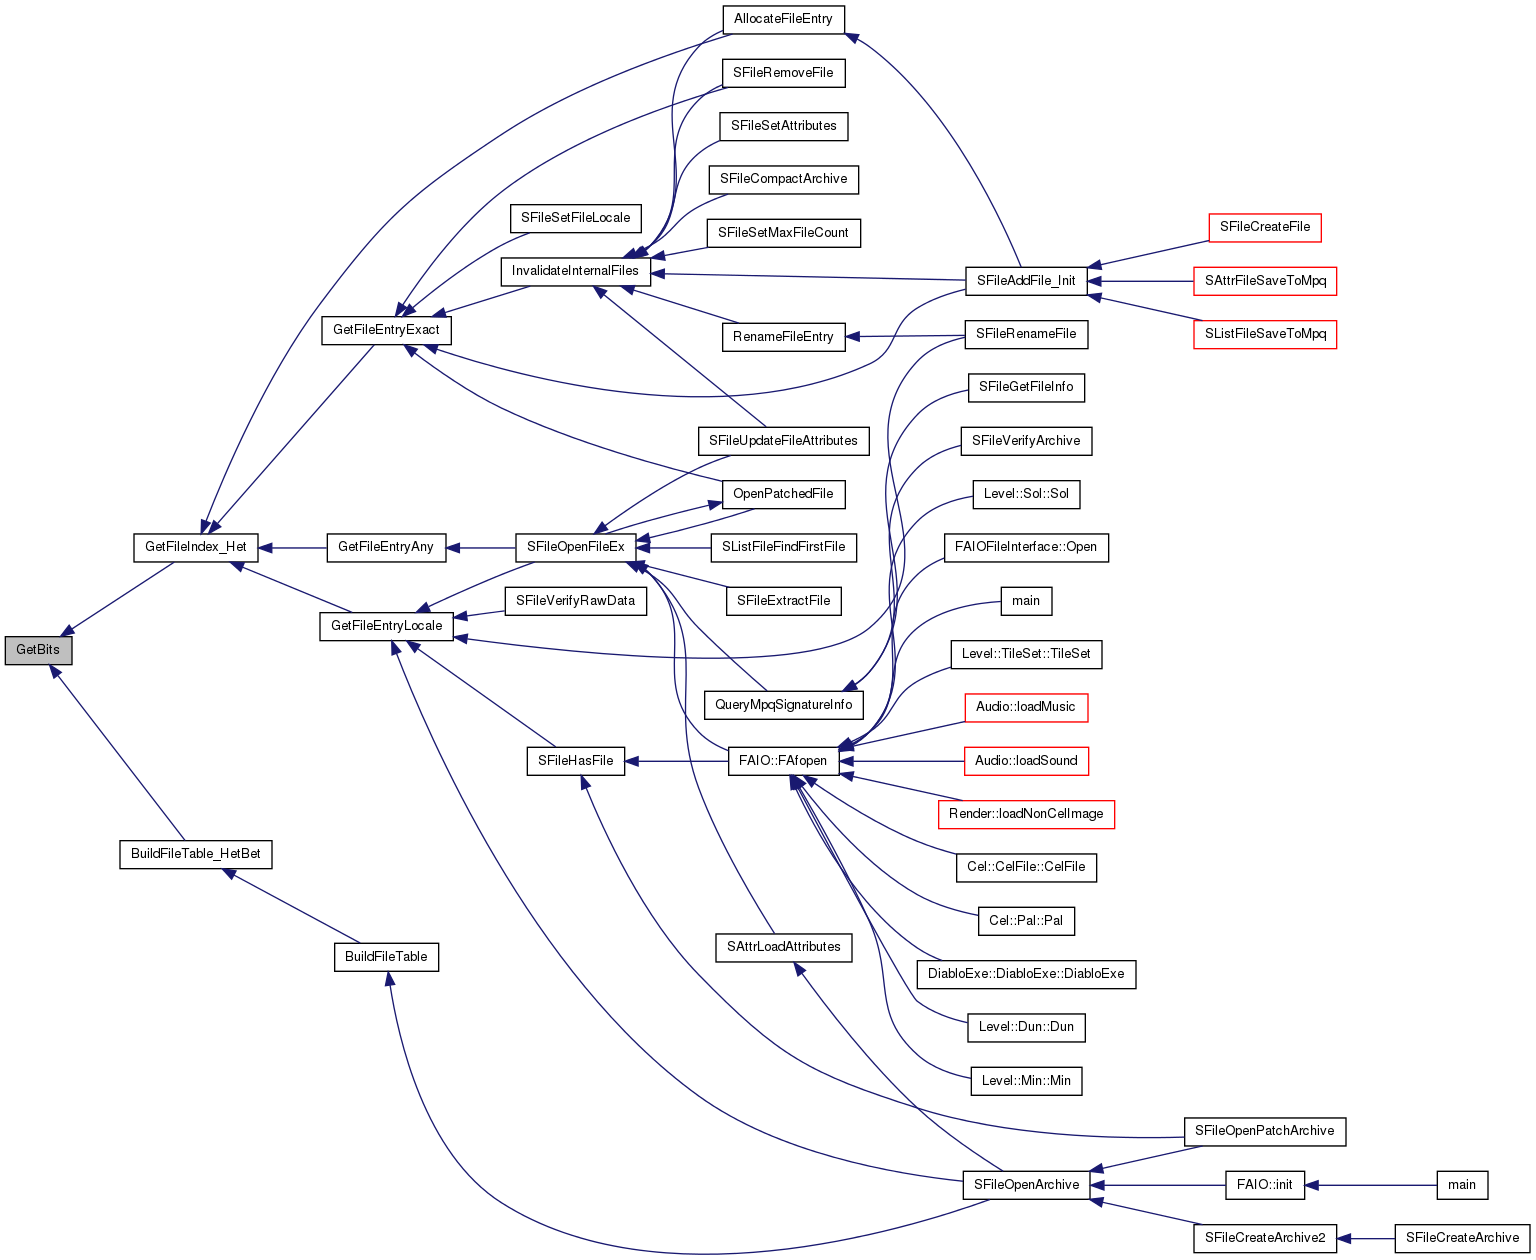 AllocateFileEntry
SFileRemoveFile
SFileSetAttributes
SFileCompactArchive
SFileSetFileLocale
SFileCreateFile
SFileSetMaxFileCount
InvalidateInternalFiles
SFileAddFile_Init
SAttrFileSaveToMpq
GetFileEntryExact
RenameFileEntry
SFileRenameFile
SListFileSaveToMpq
SFileGetFileInfo
SFileUpdateFileAttributes
SFileVerifyArchive
OpenPatchedFile
Level::Sol::Sol
GetFileIndex_Het
GetFileEntryAny
SFileOpenFileEx
SListFileFindFirstFile
FAIOFileInterface::Open
SFileVerifyRawData
SFileExtractFile
main
GetFileEntryLocale
GetBits
Level::TileSet::TileSet
QueryMpqSignatureInfo
Audio::loadMusic
SFileHasFile
FAIO::FAfopen
Audio::loadSound
Render::loadNonCelImage
BuildFileTable_HetBet
Cel::CelFile::CelFile
Cel::Pal::Pal
SAttrLoadAttributes
BuildFileTable
DiabloExe::DiabloExe::DiabloExe
Level::Dun::Dun
Level::Min::Min
SFileOpenPatchArchive
SFileOpenArchive
FAIO::init
main
SFileCreateArchive2
SFileCreateArchive